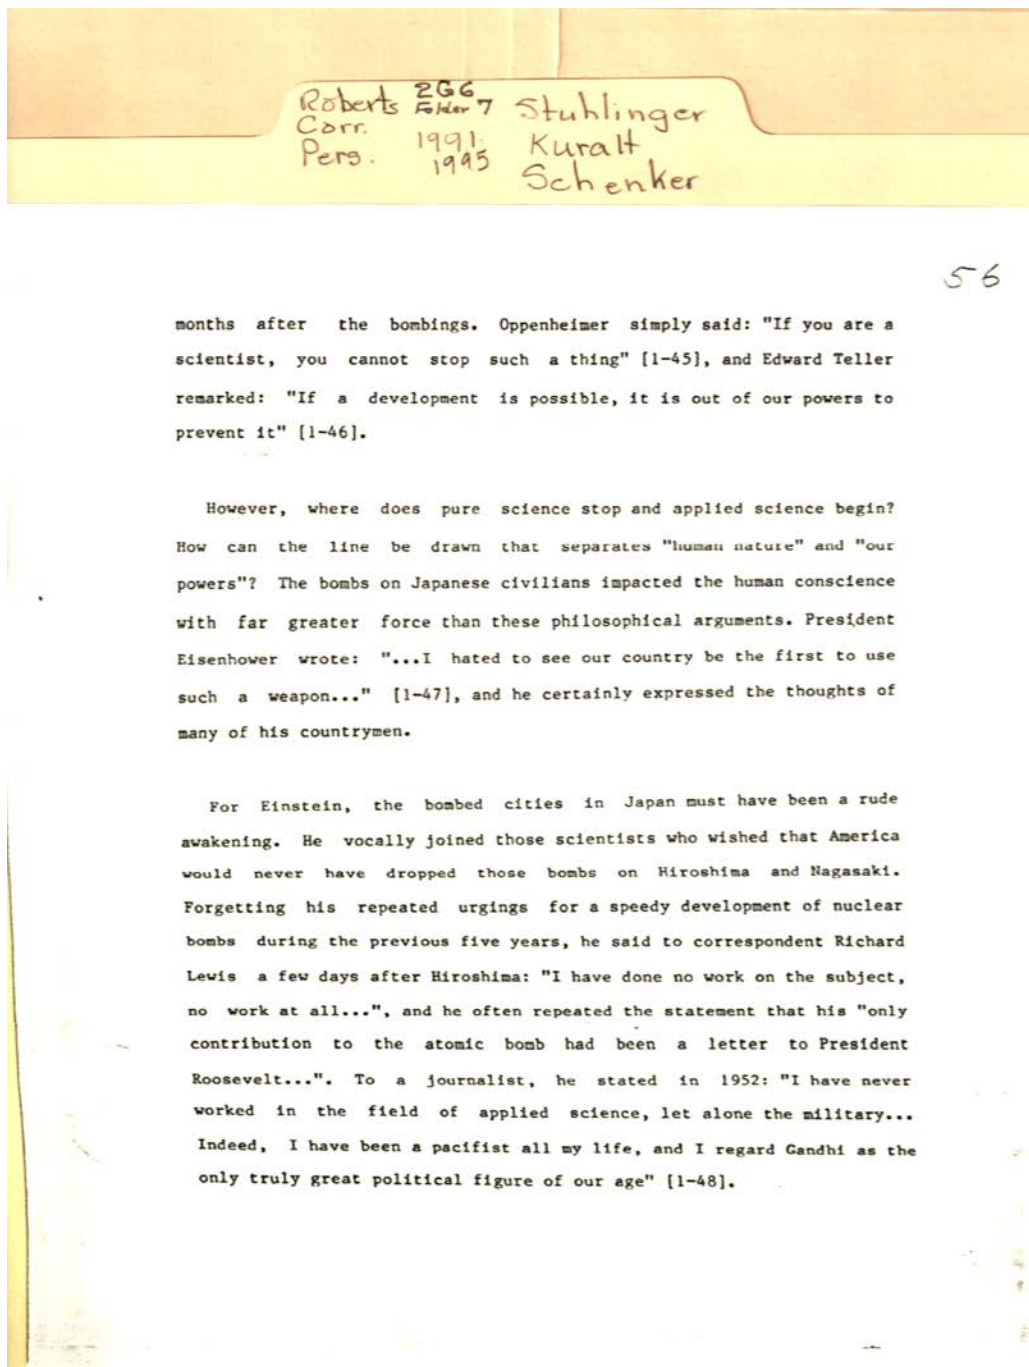 Roberts 2G6 Stuhlinger
Corr. Folder 7 Kuralt
Pers. 1991 Schenker
1995
56
months after the bombings. Oppenheimer simply said: "If you are a
scientist, you cannot stop such a thing" [1-45], and Edward Teller
remarked: "If a development is possible, it is out of our powers to
prevent it" [1-46].
However, where does pure science stop and applied science begin?
How can the line be drawn that separates "human nature" and "our
powers"? The bombs on Japanese civilians impacted the human conscience
with far greater force than these philosophical arguments. President
Eisenhower wrote: "...I hated to see our country be the first to use
such a weapon..." [1-47], and he certainly expressed the thoughts of
many of his countrymen.
For Einstein, the bombed cities in Japan must have been a rude
awakening. He vocally joined those scientists who wished that America
would never have dropped those bombs on Hiroshima and Nagasaki.
Forgetting his repeated urgings for a speedy development of nuclear
bombs during the previous five years, he said to correspondent Richard
Lewis a few days after Hiroshima: "I have done no work on the subject,
no work at all...", and he often repeated the statement that his "only
contribution to the atomic bomb had been a letter to President
Roosevelt...". To a journalist, he stated in 1952: "I have never
worked in the field of applied science, let alone the military...
Indeed, I have been a pacifist all my life, and I regard Gandhi as the
only truly great political figure of our age" [1-48].